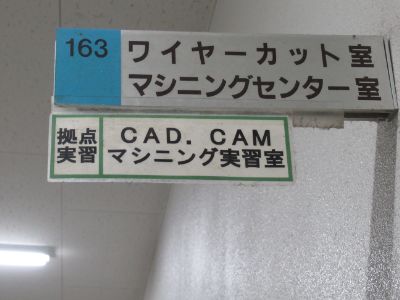 163 ワイヤーカット室
マシニングセンター室
拠点 CAD. CAM
実習 マシニング実習室